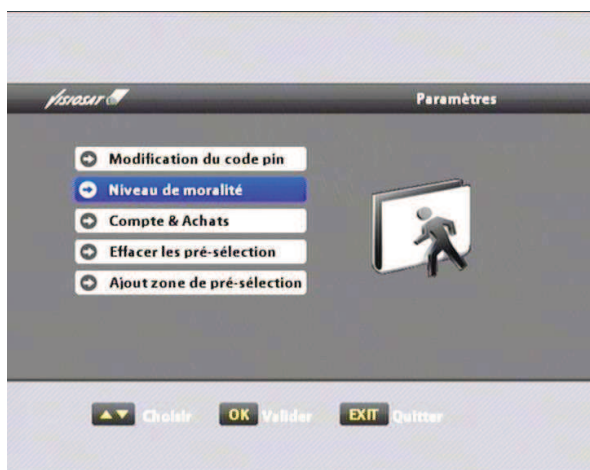 VISIOSAT
Paramètres
Modification du code pin
Niveau de moralité
Compte & Achats
Effacer les pré-sélection
Ajout zone de pré-sélection
Choisir OK Valider EXIT Quitter